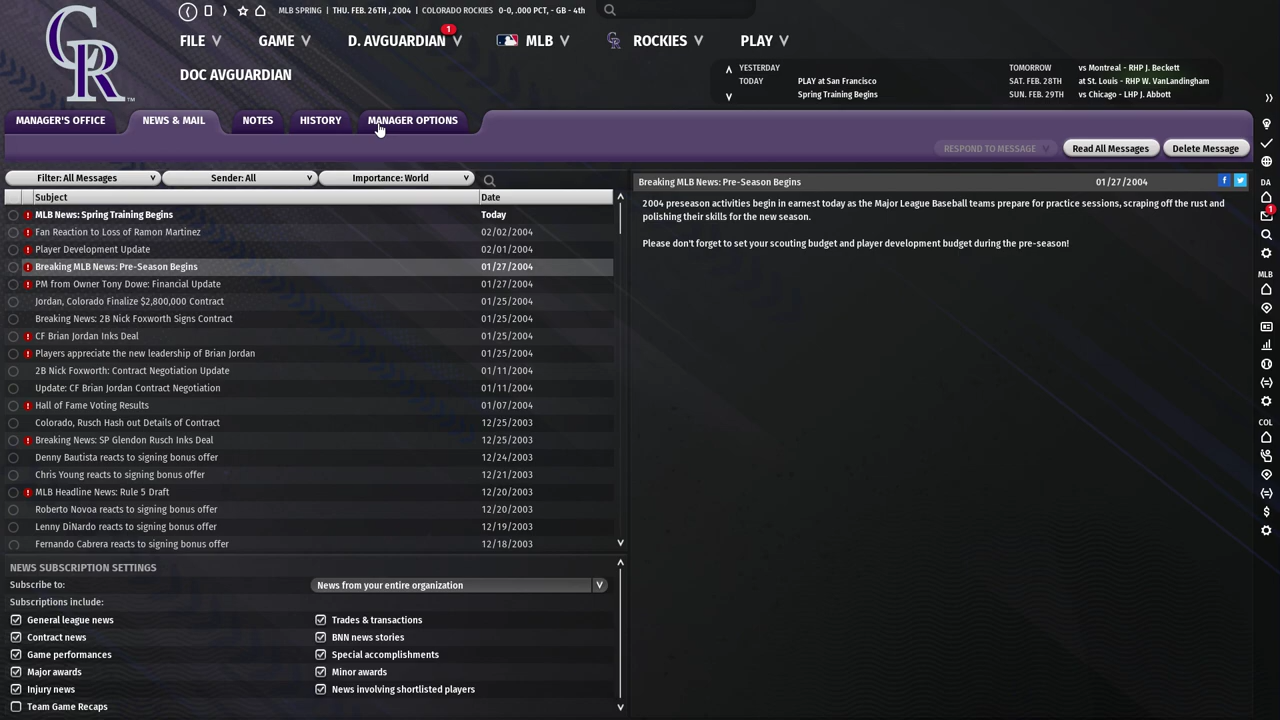 MLB SPRING | THU. FEB. 26TH , 2004 | COLORADO ROCKIES 0-0, .000 PCT, - GB - 4th
FILE GAME D. AVGUARDIAN 1 MLB ROCKIES PLAY
DOC AVGUARDIAN
YESTERDAY
TODAY PLAY at San Francisco
Spring Training Begins
TOMORROW vs Montreal - RHP J. Beckett
SAT. FEB. 28TH at St. Louis - RHP W. VanLandingham
SUN. FEB. 29TH vs Chicago - LHP J. Abbott
CR
MANAGER'S OFFICE NEWS & MAIL NOTES HISTORY MANAGER OPTIONS
RESPOND TO MESSAGE Read All Messages Delete Message
Filter: All Messages Sender: All Importance: World
Subject Date
MLB News: Spring Training Begins Today
Fan Reaction to Loss of Ramon Martinez 02/02/2004
Player Development Update 02/01/2004
Breaking MLB News: Pre-Season Begins 01/27/2004
PM from Owner Tony Dowe: Financial Update 01/27/2004
Jordan, Colorado Finalize $2,800,000 Contract 01/25/2004
Breaking News: 2B Nick Foxworth Signs Contract 01/25/2004
CF Brian Jordan Inks Deal 01/25/2004
Players appreciate the new leadership of Brian Jordan 01/25/2004
2B Nick Foxworth: Contract Negotiation Update 01/11/2004
Update: CF Brian Jordan Contract Negotiation 01/11/2004
Hall of Fame Voting Results 01/07/2004
Colorado, Rusch Hash out Details of Contract 12/25/2003
Breaking News: SP Glendon Rusch Inks Deal 12/25/2003
Denny Bautista reacts to signing bonus offer 12/24/2003
Chris Young reacts to signing bonus offer 12/21/2003
MLB Headline News: Rule 5 Draft 12/20/2003
Roberto Novoa reacts to signing bonus offer 12/20/2003
Lenny DiNardo reacts to signing bonus offer 12/19/2003
Fernando Cabrera reacts to signing bonus offer 12/18/2003
NEWS SUBSCRIPTION SETTINGS
Subscribe to: News from your entire organization
Subscriptions include:
General league news Trades & transactions
Contract news BNN news stories
Game performances Special accomplishments
Major awards Minor awards
Injury news News involving shortlisted players
Team Game Recaps
Breaking MLB News: Pre-Season Begins 01/27/2004
2004 preseason activities begin in earnest today as the Major League Baseball teams prepare for practice sessions, scraping off the rust and
polishing their skills for the new season.
Please don't forget to set your scouting budget and player development budget during the pre-season!
DA
1
MLB
COL